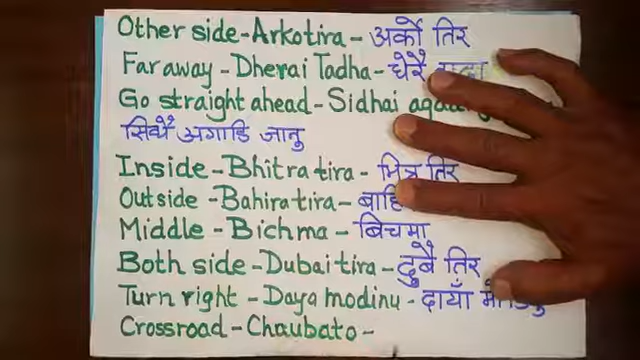 Other side - Arkotira - अर्को तिर
Far away - Dherai Tadha - धेरै
Go straight ahead - Sidhai
सिधै अगाडि जानु
Inside - Bhitra tira - भित्र तिर
Outside - Bahira tira -
Middle - Bichma - बिचमा
Both side - Dubai tira - दुबै तिर
Turn right - Daya modinu - दायाँ
Crossroad - Chaubato -